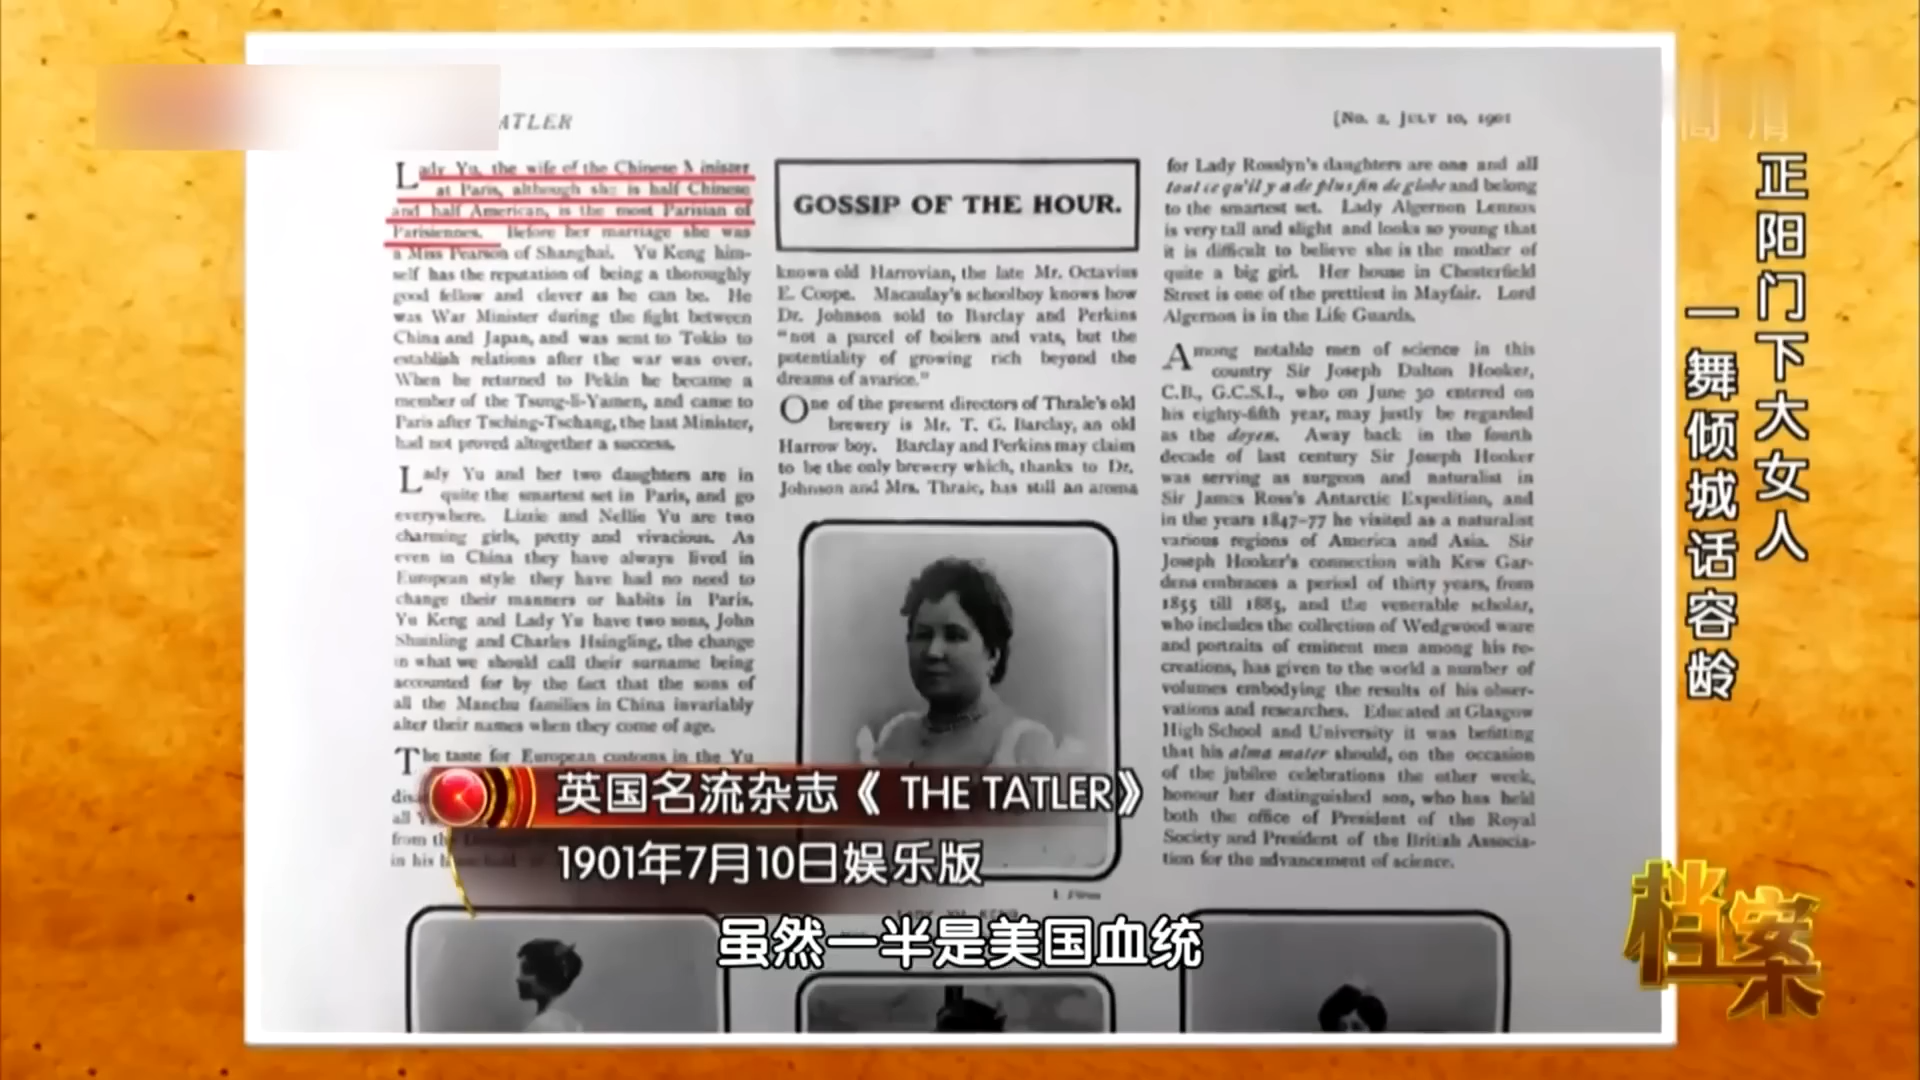 ATLER
[No. 2, JULY 10, 1901
Lady Yu, the wife of the Chinese Minister
at Paris, although she is half Chinese
and half American, is the most Parisian of
Parisiennes. Before her marriage she was
a Miss Pearson of Shanghai. Yu Keng him-
self has the reputation of being a thoroughly
good fellow and clever as he can be. He
was War Minister during the fight between
China and Japan, and was sent to Tokio to
establish relations after the war was over.
When he returned to Pekin he became a
member of the Tsung-li-Yamen, and came to
Paris after Tsching-Tschang, the last Minister,
had not proved altogether a success.
Lady Yu and her two daughters are in
quite the smartest set in Paris, and go
everywhere. Lizzie and Nellie Yu are two
charming girls, pretty and vivacious. As
even in China they have always lived in
European style they have had no need to
change their manners or habits in Paris.
Yu Keng and Lady Yu have two sons, John
Shuinling and Charles Hsingling, the change
in what we should call their surname being
accounted for by the fact that the sons of
all the Manchu families in China invariably
alter their names when they come of age.
The taste for European customs in the Yu
all
from the
in his
GOSSIP OF THE HOUR.
known old Harrovian, the late Mr. Octavius
E. Coope. Macaulay's schoolboy knows how
Dr. Johnson sold to Barclay and Perkins
"not a parcel of boilers and vats, but the
potentiality of growing rich beyond the
dreams of avarice."
One of the present directors of Thrale's old
brewery is Mr. T. G. Barclay, an old
Harrow boy. Barclay and Perkins may claim
to be the only brewery which, thanks to Dr.
Johnson and Mrs. Thrale, has still an aroma
for Lady Rosslyn's daughters are one and all
tout ce qu'il y a de plus fin de globe and belong
to the smartest set. Lady Algernon Lennox
is very tall and slight and looks so young that
it is difficult to believe she is the mother of
quite a big girl. Her house in Chesterfield
Street is one of the prettiest in Mayfair. Lord
Algernon is in the Life Guards.
Among notable men of science in this
country Sir Joseph Dalton Hooker,
C.B., G.C.S.I., who on June 30 entered on
his eighty-fifth year, may justly be regarded
as the doyen. Away back in the fourth
decade of last century Sir Joseph Hooker
was serving as surgeon and naturalist in
Sir James Ross's Antarctic Expedition, and
in the years 1847-77 he visited as a naturalist
various regions of America and Asia. Sir
Joseph Hooker's connection with Kew Gar-
dens embraces a period of thirty years, from
1855 till 1885, and the venerable scholar,
who includes the collection of Wedgwood ware
and portraits of eminent men among his re-
creations, has given to the world a number of
volumes embodying the results of his obser-
vations and researches. Educated at Glasgow
High School and University it was befitting
that his alma mater should, on the occasion
of the jubilee celebrations the other week,
honour her distinguished son, who has held
both the office of President of the Royal
Society and President of the British Associa-
tion for the advancement of science.
正阳门下大女人
一舞倾城话容龄
英国名流杂志《 THE TATLER》
1901年7月10日娱乐版
虽然一半是美国血统
档案